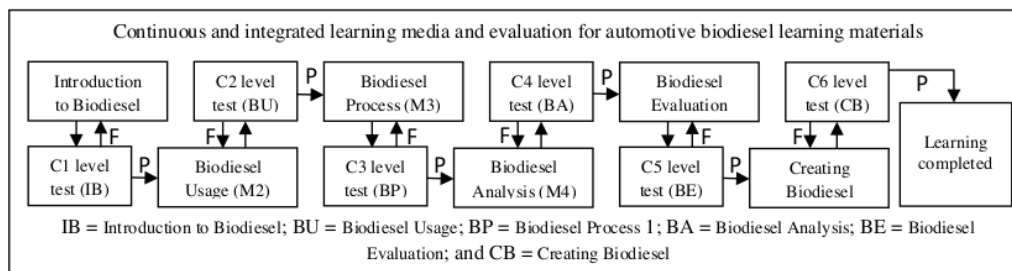 Continuous and integrated learning media and evaluation for automotive biodiesel learning materials
Introduction
to Biodiesel
C2 level
test (BU)
P
Biodiesel
Process (M3)
C4 level
test (BA)
P
Biodiesel
Evaluation
C6 level
test (CB)
P
F
F
F
F
F
F
C1 level
test (IB)
P
Biodiesel
Usage (M2)
C3 level
test (BP)
P
Biodiesel
Analysis (M4)
C5 level
test (BE)
P
Creating
Biodiesel
Learning
completed
IB = Introduction to Biodiesel; BU = Biodiesel Usage; BP = Biodiesel Process 1; BA = Biodiesel Analysis; BE = Biodiesel
Evaluation; and CB = Creating Biodiesel